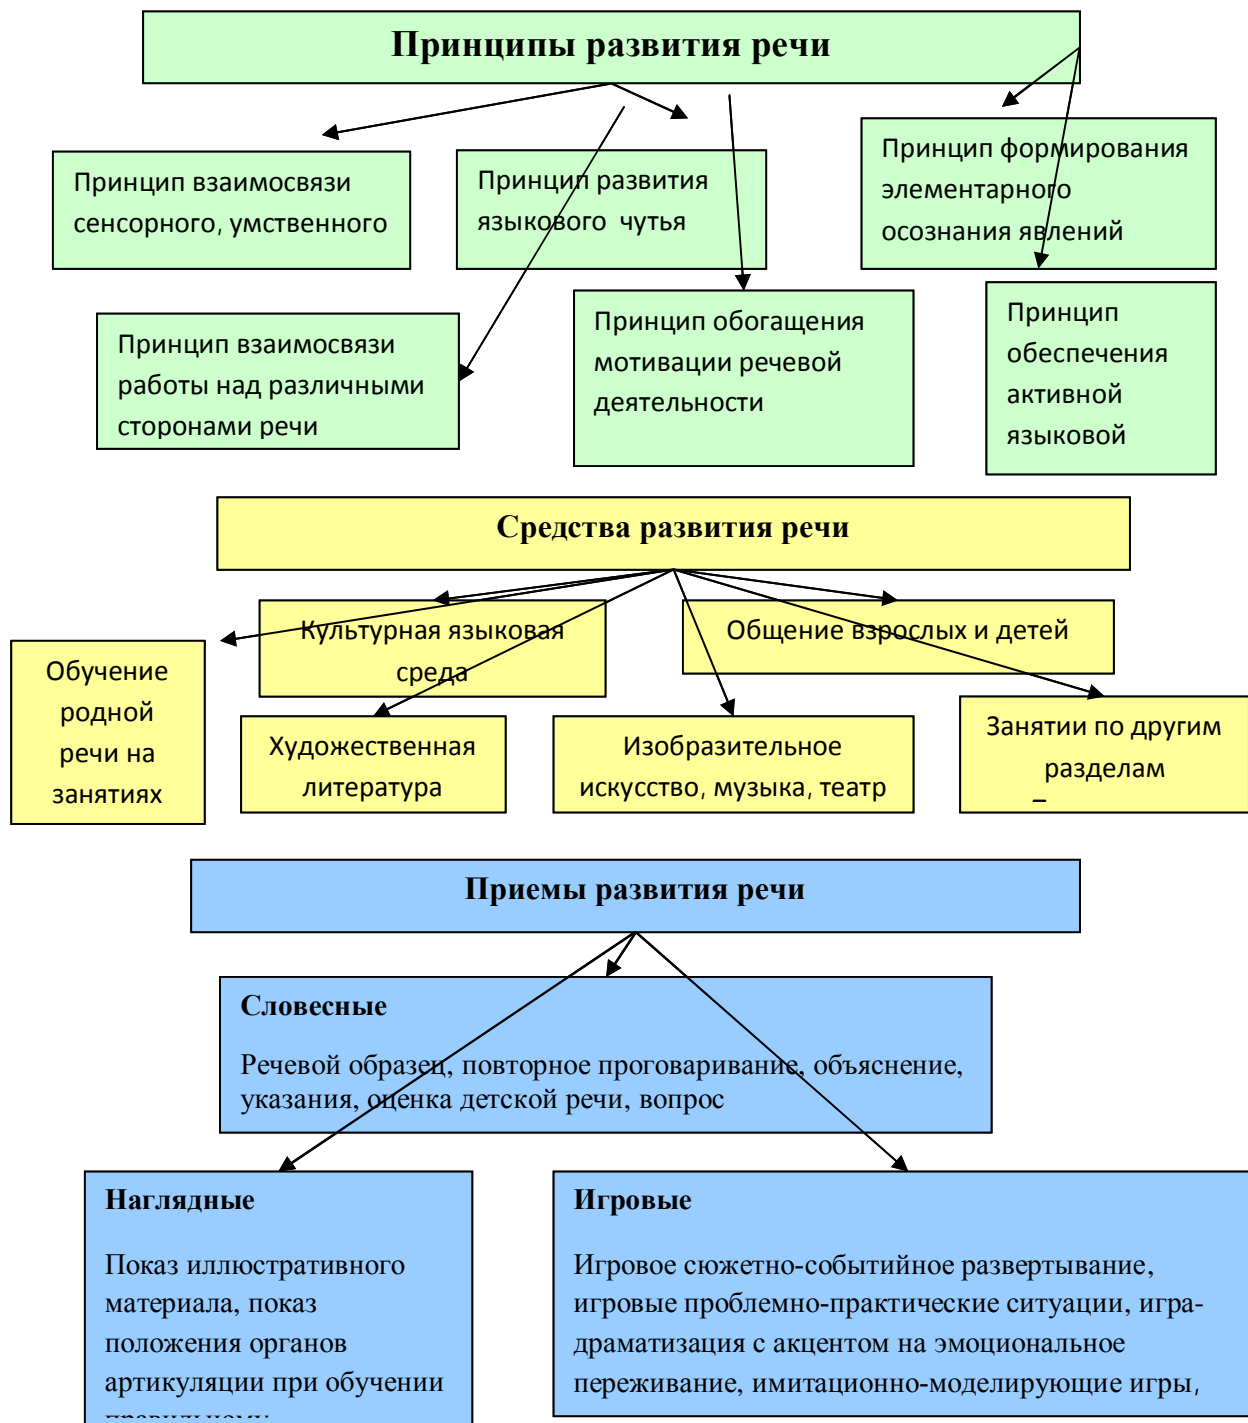 Принципы развития речи
Принцип взаимосвязи
сенсорного, умственного
Принцип развития
языкового чутья
Принцип формирования
элементарного
осознания явлений
Принцип взаимосвязи
работы над различными
сторонами речи
Принцип обогащения
мотивации речевой
деятельности
Принцип
обеспечения
активной
языковой
Средства развития речи
Культурная языковая
среда
Общение взрослых и детей
Обучение
родной
речи на
занятиях
Художественная
литература
Изобразительное
искусство, музыка, театр
Занятии по другим
разделам
Приемы развития речи
Словесные
Речевой образец, повторное проговаривание, объяснение,
указания, оценка детской речи, вопрос
Наглядные
Показ иллюстративного
материала, показ
положения органов
артикуляции при обучении
Игровые
Игровое сюжетно-событийное развертывание,
игровые проблемно-практические ситуации, игра-
драматизация с акцентом на эмоциональное
переживание, имитационно-моделирующие игры,